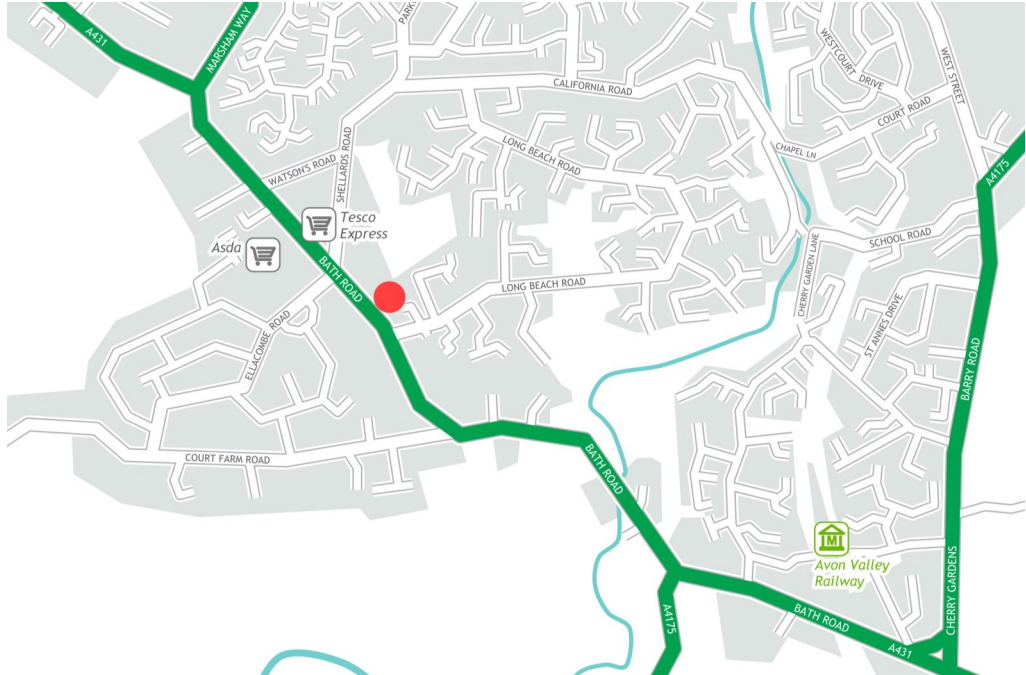 A431
MARSHAM WAY
PARK
CALIFORNIA ROAD
WESTCOURT DRIVE
WEST STREET
COURT ROAD
CHAPEL LN
LONG BEACH ROAD
SHELLARDS ROAD
WATSON'S ROAD
A4175
Tesco
Express
Asda
SCHOOL ROAD
CHERRY GARDEN LANE
BATH ROAD
LONG BEACH ROAD
ST ANNES DRIVE
ELLACOMBE ROAD
BARRY ROAD
COURT FARM ROAD
BATH ROAD
Avon Valley
Railway
CHERRY GARDENS
A4175
BATH ROAD
A431